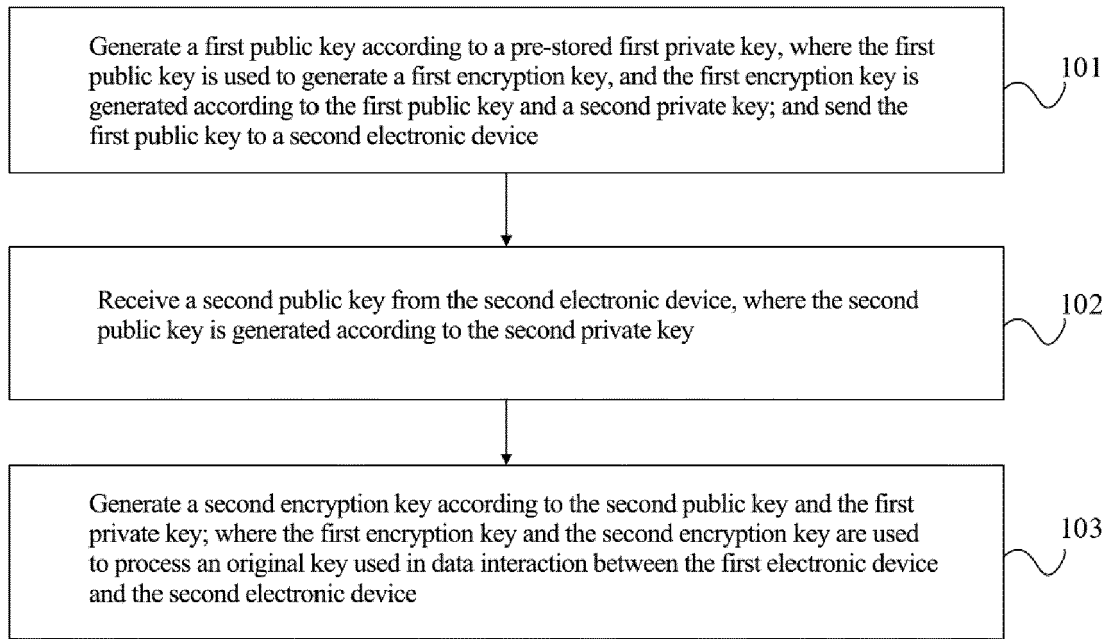 Generate a first public key according to a pre-stored first private key, where the first
public key is used to generate a first encryption key, and the first encryption key is
generated according to the first public key and a second private key; and send the
first public key to a second electronic device
101
Receive a second public key from the second electronic device, where the second
public key is generated according to the second private key
102
Generate a second encryption key according to the second public key and the first
private key; where the first encryption key and the second encryption key are used
to process an original key used in data interaction between the first electronic device
and the second electronic device
103